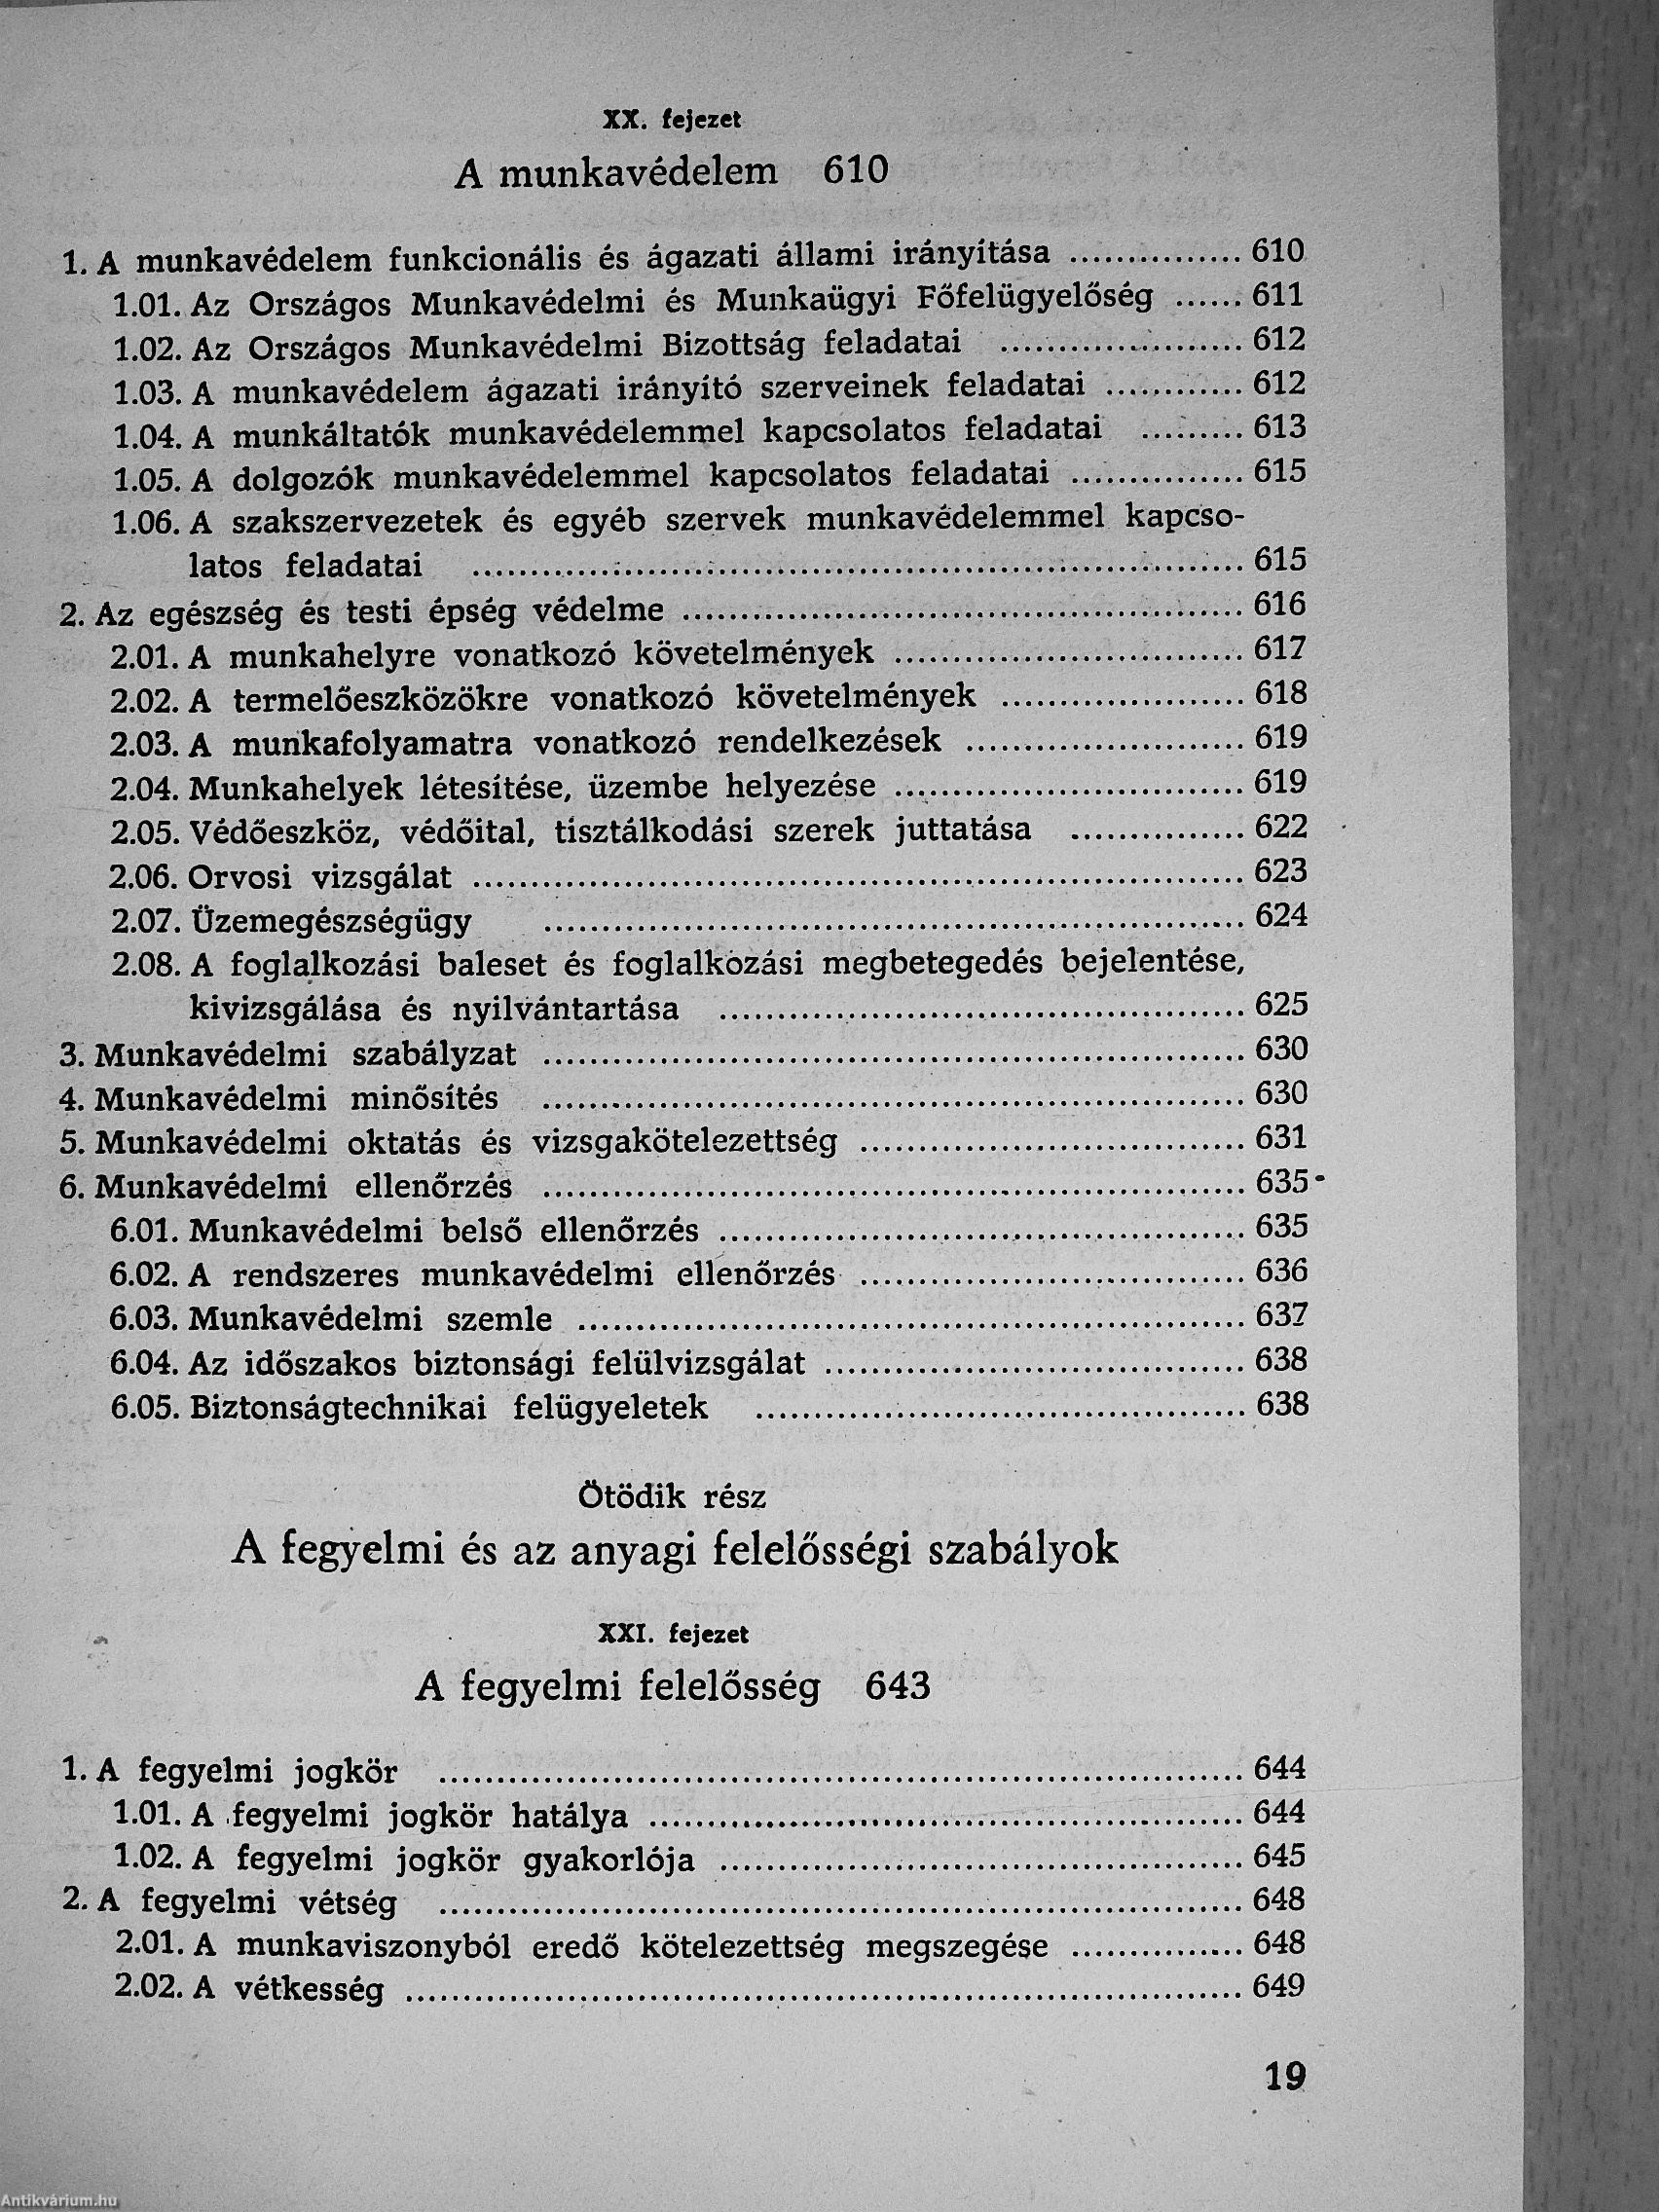 XX. fejezet
A munkavédelem 610
1. A munkavédelem funkcionális és ágazati állami irányítása ............... 610
1.01. Az Országos Munkavédelmi és Munkaügyi Főfelügyelőség ...... 611
1.02. Az Országos Munkavédelmi Bizottság feladatai ..................... 612
1.03. A munkavédelem ágazati irányító szerveinek feladatai ............ 612
1.04. A munkáltatók munkavédelemmel kapcsolatos feladatai ......... 613
1.05. A dolgozók munkavédelemmel kapcsolatos feladatai ............... 615
1.06. A szakszervezetek és egyéb szervek munkavédelemmel kapcso-
latos feladatai .................................................................... 615
2. Az egészség és testi épség védelme ................................................ 616
2.01. A munkahelyre vonatkozó követelmények .............................. 617
2.02. A termelőeszközökre vonatkozó követelmények ..................... 618
2.03. A munkafolyamatra vonatkozó rendelkezések ........................ 619
2.04. Munkahelyek létesítése, üzembe helyezése .............................. 619
2.05. Védőeszköz, védőital, tisztálkodási szerek juttatása ............... 622
2.06. Orvosi vizsgálat .................................................................. 623
2.07. Üzemegészségügy ............................................................ 624
2.08. A foglalkozási baleset és foglalkozási megbetegedés bejelentése,
kivizsgálása és nyilvántartása ............................................. 625
3. Munkavédelmi szabályzat ............................................................ 630
4. Munkavédelmi minősítés ............................................................ 630
5. Munkavédelmi oktatás és vizsgakötelezettség ................................. 631
6. Munkavédelmi ellenőrzés ............................................................ 635
6.01. Munkavédelmi belső ellenőrzés ............................................. 635
6.02. A rendszeres munkavédelmi ellenőrzés ................................. 636
6.03. Munkavédelmi szemle ......................................................... 637
6.04. Az időszakos biztonsági felülvizsgálat .................................... 638
6.05. Biztonságtechnikai felügyeletek .......................................... 638
Ötödik rész
A fegyelmi és az anyagi felelősségi szabályok
XXI. fejezet
A fegyelmi felelősség 643
1. A fegyelmi jogkör ..................................................................... 644
1.01. A fegyelmi jogkör hatálya ................................................... 644
1.02. A fegyelmi jogkör gyakorlója ............................................. 645
2. A fegyelmi vétség ..................................................................... 648
2.01. A munkaviszonyból eredő kötelezettség megszegése ............... 648
2.02. A vétkesség ........................................................................ 649
19
Antikvárium.hu